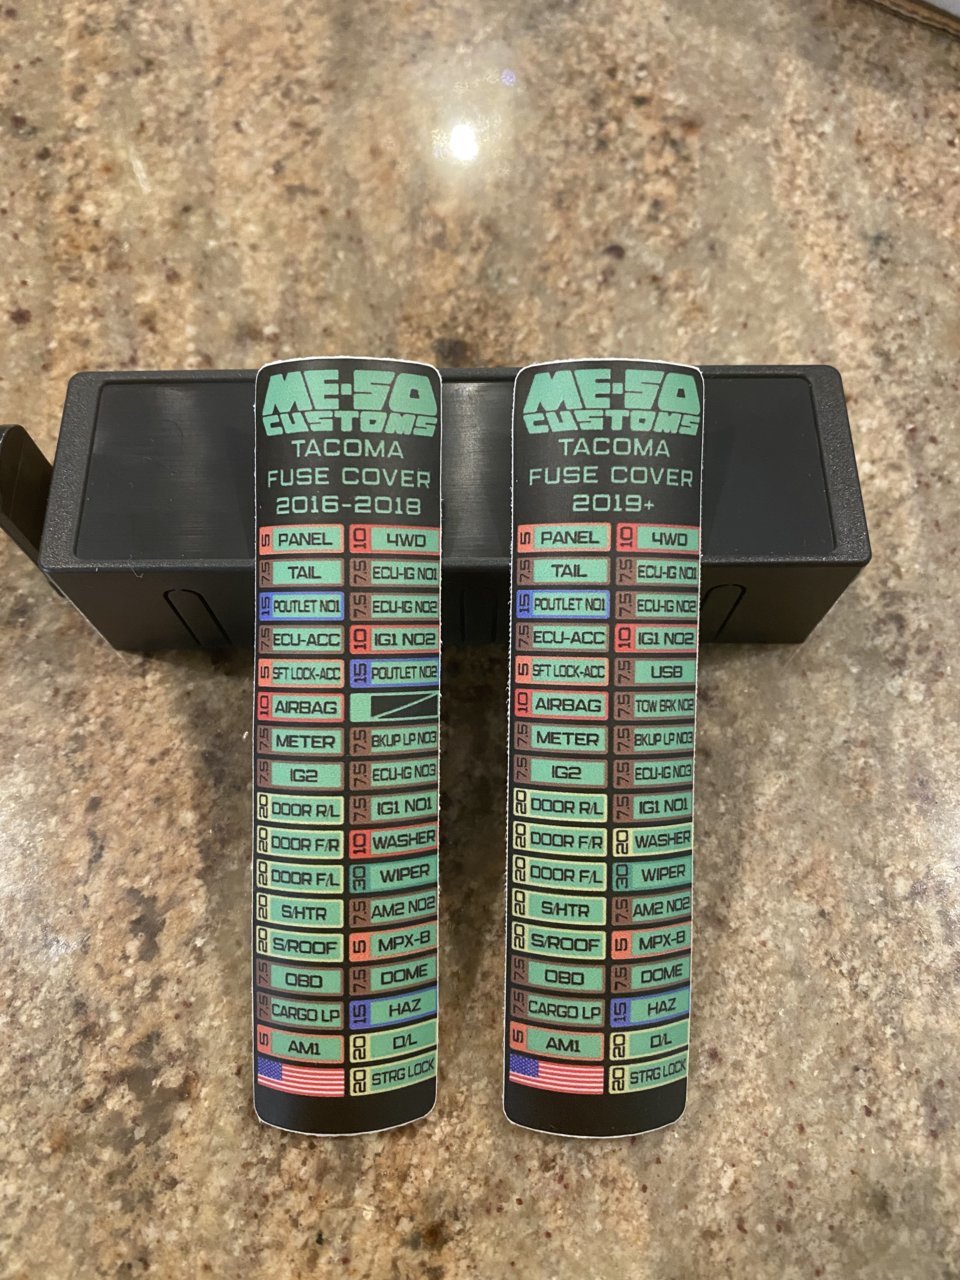 ME·SO
CUSTOMS
TACOMA
FUSE COVER
2016-2018
5 PANEL 10 4WD
7.5 TAIL 7.5 ECU-IG NO1
15 POUTLET NO1 7.5 ECU-IG NO2
7.5 ECU-ACC 10 IG1 NO2
5 SFT LOCK-ACC 15 POUTLET NO2
10 AIRBAG
7.5 METER 7.5 BKUP LP NO3
7.5 IG2 7.5 ECU-IG NO3
20 DOOR R/L 7.5 IG1 NO1
20 DOOR F/R 10 WASHER
20 DOOR F/L 30 WIPER
20 S/HTR 7.5 AM2 NO2
20 S/ROOF 5 MPX-B
7.5 OBD 7.5 DOME
7.5 CARGO LP 15 HAZ
5 AM1 20 D/L
20 STRG LOCK
ME·SO
CUSTOMS
TACOMA
FUSE COVER
2019+
5 PANEL 10 4WD
7.5 TAIL 7.5 ECU-IG NO1
15 POUTLET NO1 7.5 ECU-IG NO2
7.5 ECU-ACC 10 IG1 NO2
5 SFT LOCK-ACC 7.5 USB
10 AIRBAG 7.5 TOW BRK NO2
7.5 METER 7.5 BKUP LP NO3
7.5 IG2 7.5 ECU-IG NO3
20 DOOR R/L 7.5 IG1 NO1
20 DOOR F/R 20 WASHER
20 DOOR F/L 30 WIPER
20 S/HTR 7.5 AM2 NO2
20 S/ROOF 5 MPX-B
7.5 OBD 7.5 DOME
7.5 CARGO LP 15 HAZ
5 AM1 20 D/L
20 STRG LOCK